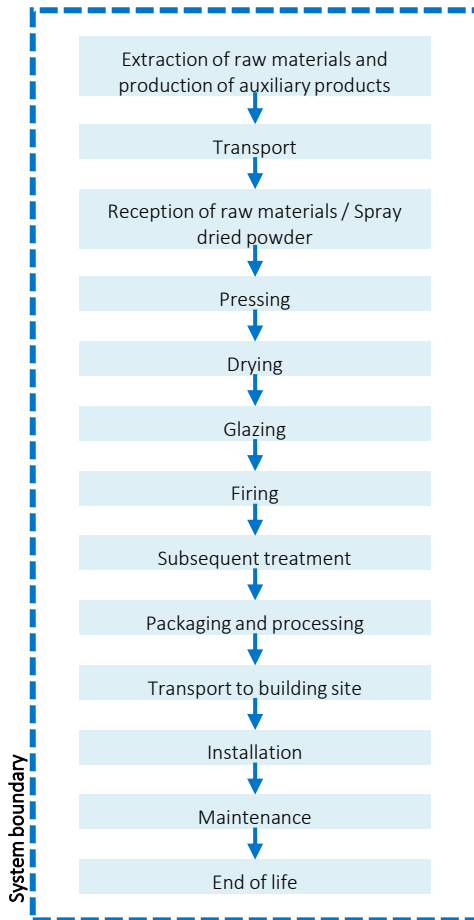 Extraction of raw materials and
production of auxiliary products
Transport
Reception of raw materials / Spray
dried powder
Pressing
Drying
Glazing
Firing
Subsequent treatment
Packaging and processing
Transport to building site
Installation
Maintenance
End of life
System boundary